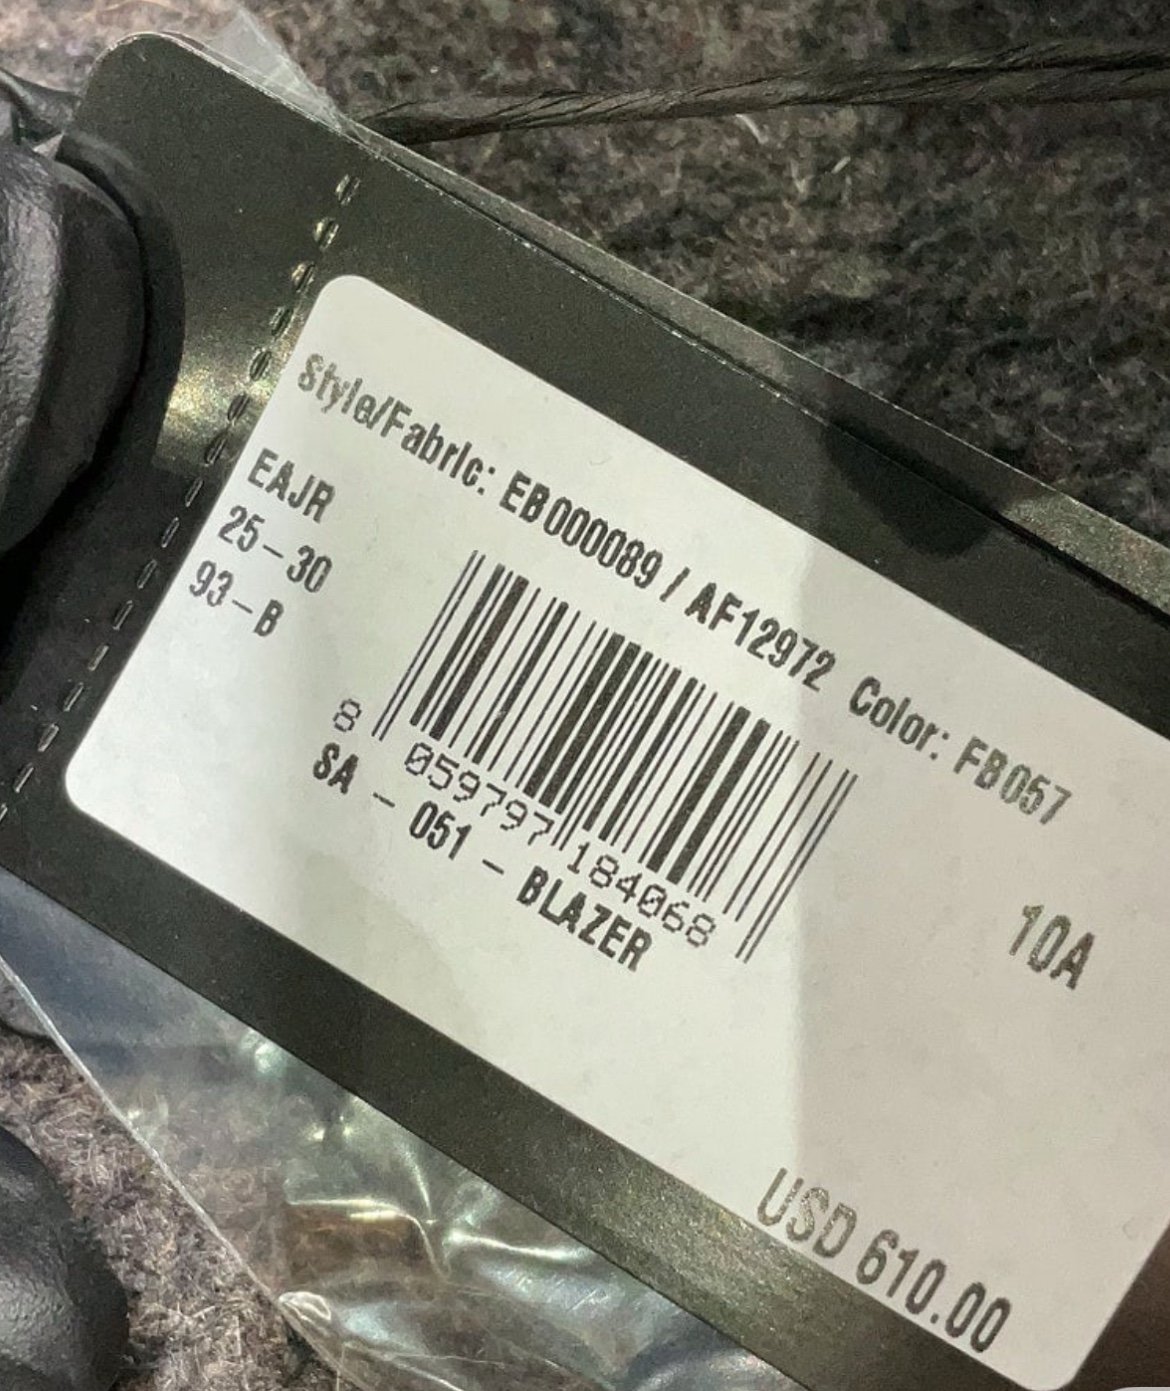 Style/Fabric: EB000089 / AF12972 Color: FB057
EAJR
25-30
93-B
8 059797 184068
SA - 051 - BLAZER
10A
USD 610.00